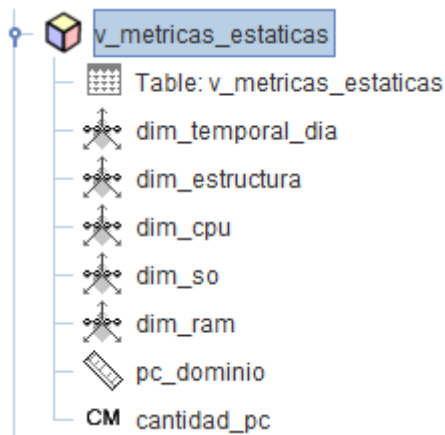 v_metricas_estaticas
Table: v_metricas_estaticas
dim_temporal_dia
dim_estructura
dim_cpu
dim_so
dim_ram
pc_dominio
CM cantidad_pc